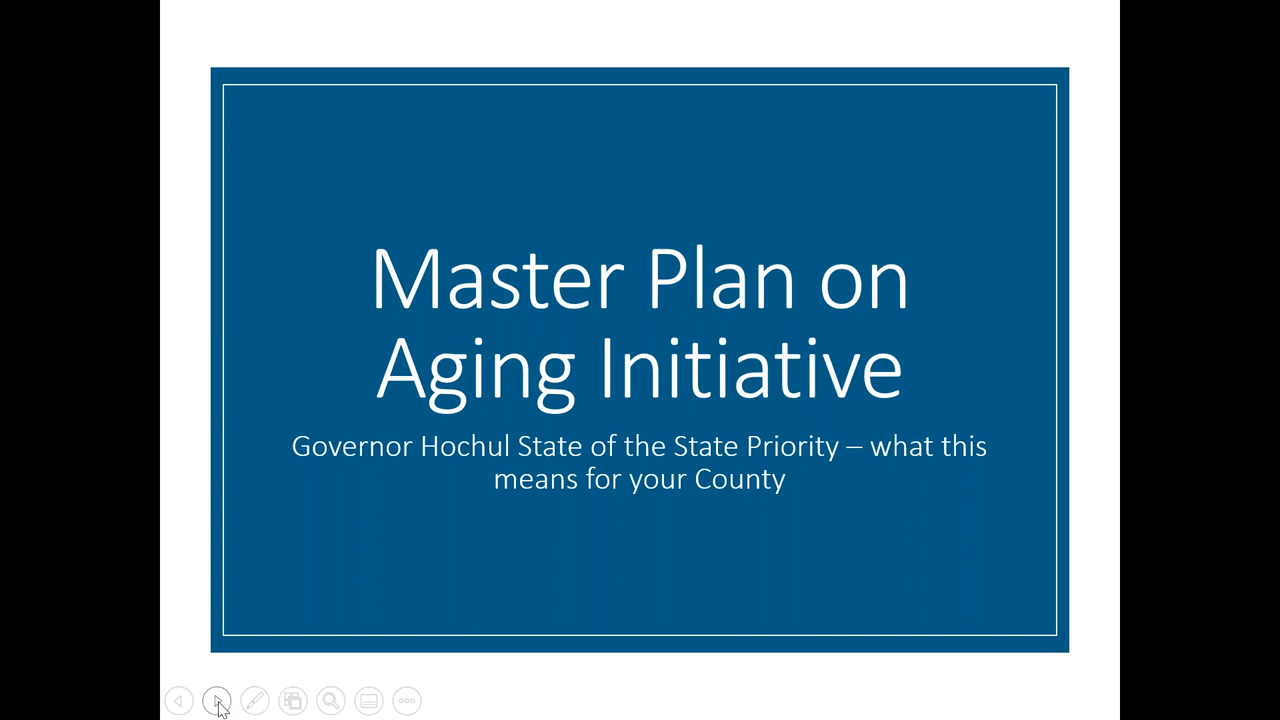 Master Plan on
Aging Initiative
Governor Hochul State of the State Priority – what this
means for your County